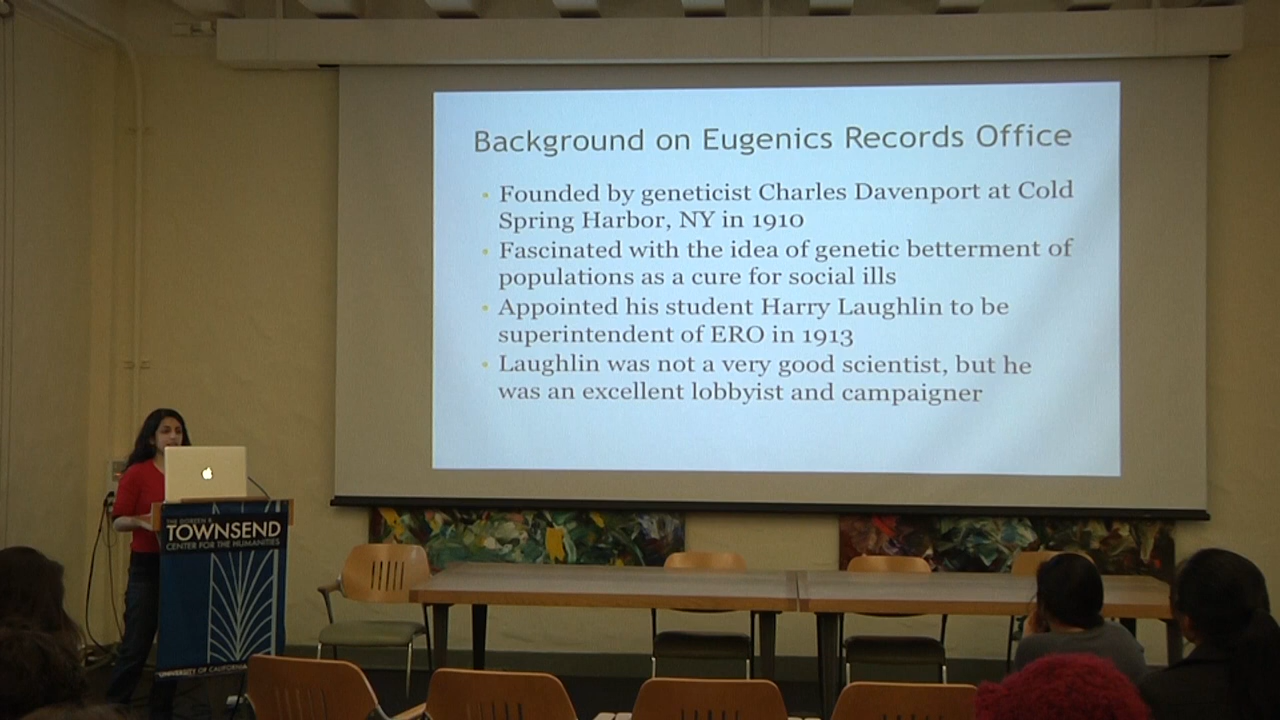 Background on Eugenics Records Office
Founded by geneticist Charles Davenport at Cold
Spring Harbor, NY in 1910
Fascinated with the idea of genetic betterment of
populations as a cure for social ills
Appointed his student Harry Laughlin to be
superintendent of ERO in 1913
Laughlin was not a very good scientist, but he
was an excellent lobbyist and campaigner
TOWNSEND
CENTER FOR THE HUMANITIES
UNIVERSITY OF